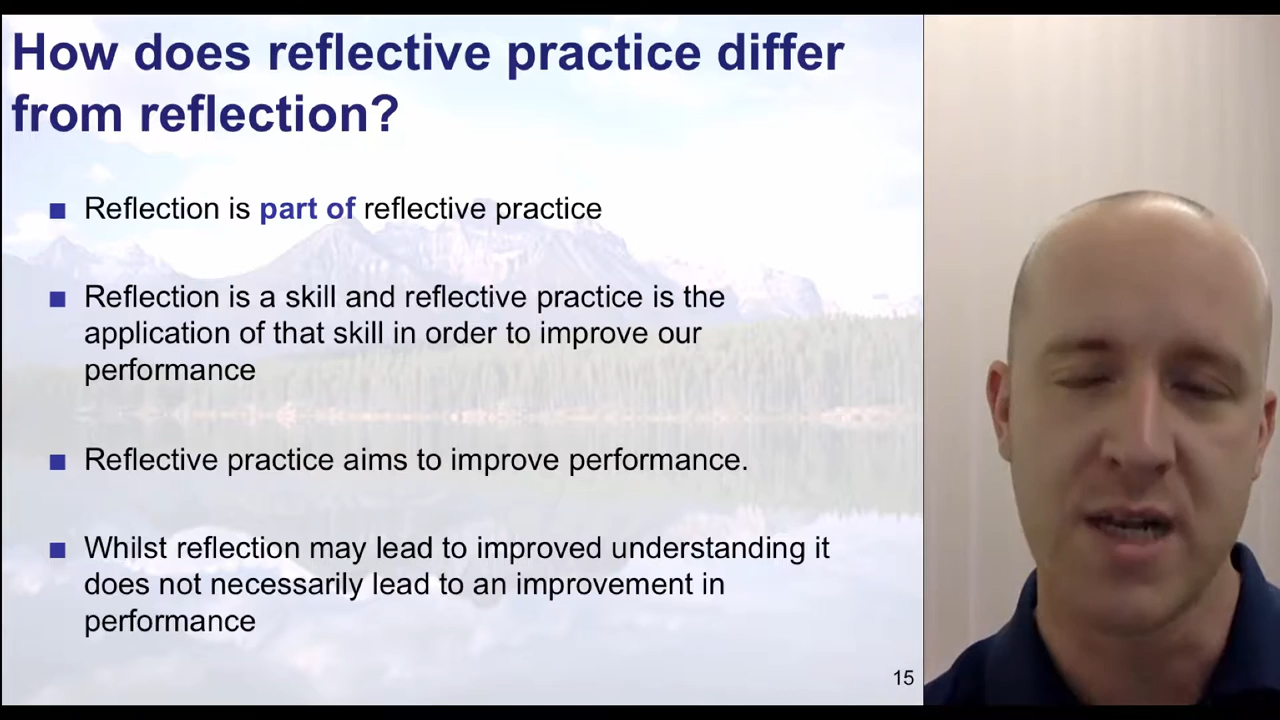 How does reflective practice differ
from reflection?
Reflection is part of reflective practice
Reflection is a skill and reflective practice is the
application of that skill in order to improve our
performance
Reflective practice aims to improve performance.
Whilst reflection may lead to improved understanding it
does not necessarily lead to an improvement in
performance
15